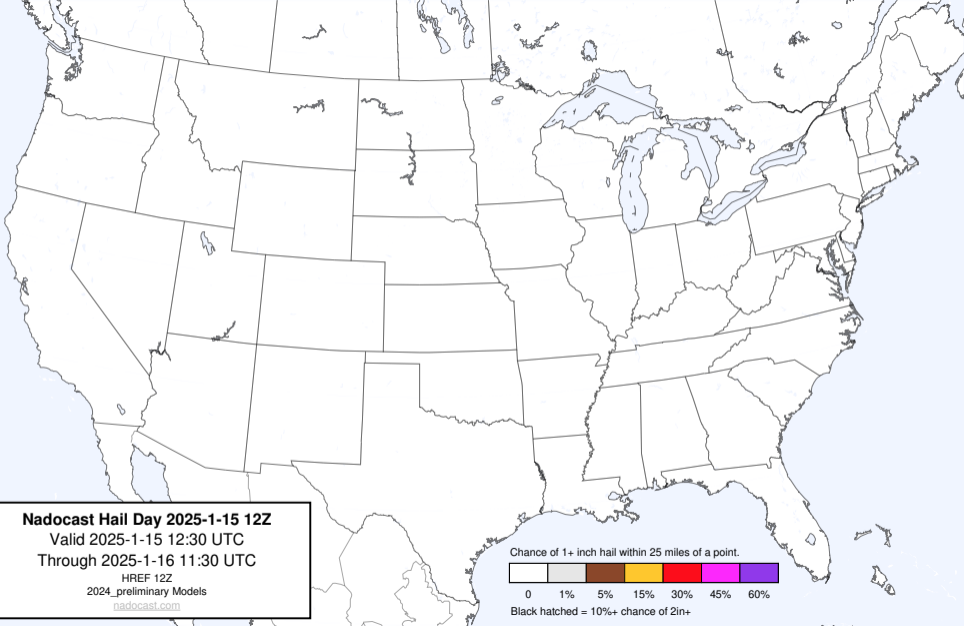 Nadocast Hail Day 2025-1-15 12Z
Valid 2025-1-15 12:30 UTC
Through 2025-1-16 11:30 UTC
HREF 12Z
2024_preliminary Models
nadocast.com
Chance of 1+ inch hail within 25 miles of a point.
0 1% 5% 15% 30% 45% 60%
Black hatched = 10%+ chance of 2in+